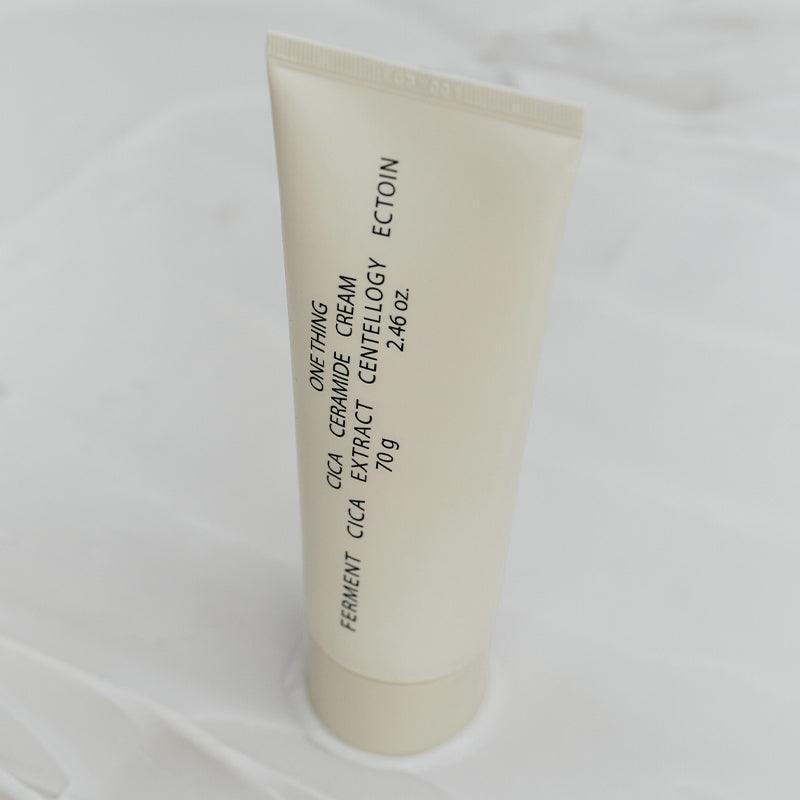 ONE THING
CICA CERAMIDE CREAM
FERMENT CICA EXTRACT CENTELLOGY ECTOIN
70 g 2.46 oz.